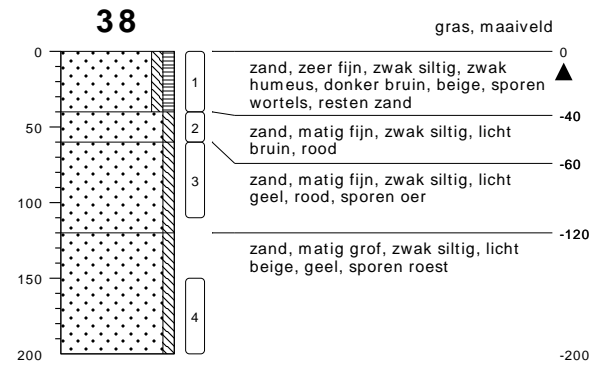 38
gras, maaiveld
0
0
zand, zeer fijn, zwak siltig, zwak
humeus, donker bruin, beige, sporen
wortels, resten zand
1
-40
50
2
zand, matig fijn, zwak siltig, licht
bruin, rood
-60
3
zand, matig fijn, zwak siltig, licht
geel, rood, sporen oer
100
-120
zand, matig grof, zwak siltig, licht
beige, geel, sporen roest
150
4
200
-200